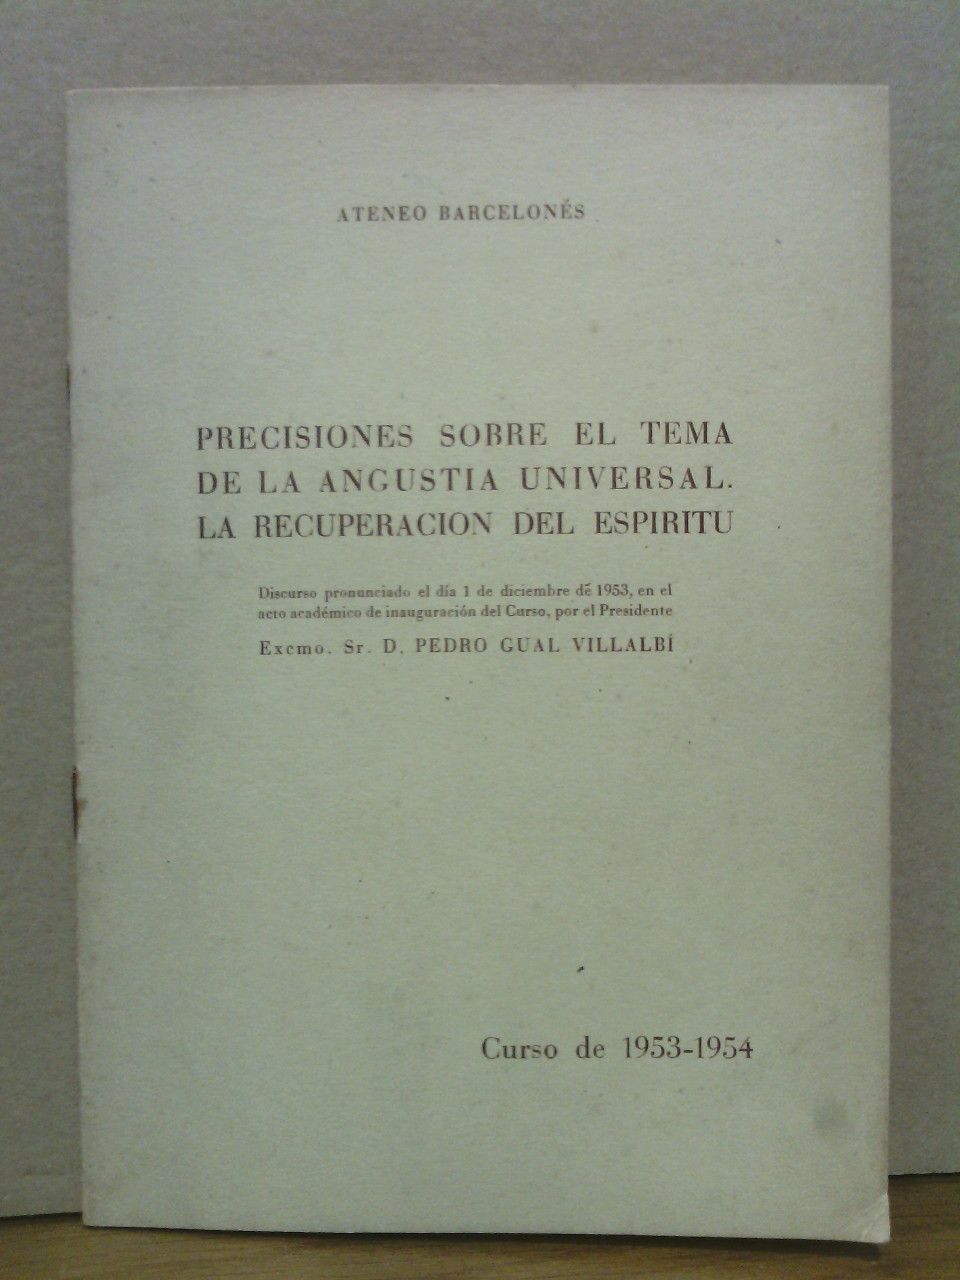 ATENEO BARCELONÉS
PRECISIONES SOBRE EL TEMA
DE LA ANGUSTIA UNIVERSAL.
LA RECUPERACION DEL ESPIRITU
Discurso pronunciado el día 1 de diciembre de 1953, en el
acto académico de inauguración del Curso, por el Presidente
Excmo. Sr. D. PEDRO GUAL VILLALBÍ
Curso de 1953-1954